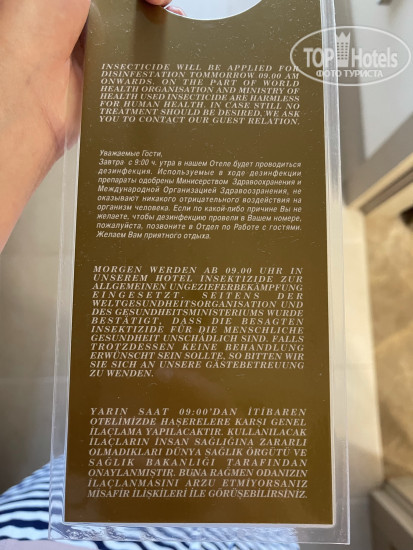 TOP Hotels
ФОТО ТУРИСТА
INSECTICIDE WILL BE APPLIED FOR
DISINFESTATION TOMMORROW 09.00 AM
ONWARDS. ON THE PART OF WORLD
HEALTH ORGANISATION AND MINISTRY OF
HEALTH USED INSECTICIDE ARE HARMLESS
FOR HUMAN HEALTH. IN CASE STILL NO
TREATMENT SHOULD BE DESIRED, WE ASK
YOU TO CONTACT OUR GUEST RELATION.
Уважаемые Гости,
Завтра с 9:00 ч. утра в нашем Отеле будет проводиться
дезинфекция. Используемые в ходе дезинфекции
препараты одобрены Министерсвом Здравоохранения и
Международной Организацией Здравоохранения, не
оказывают никакого отрицательного воздействия на
организм человека. Если по какой либо причине Вы не
желаете, чтобы дезинфекцию провели в Вашем номере,
пожалуйста, позвоните в Отдел по Работе с гостями.
Желаем Вам приятного отдыха.
MORGEN WERDEN AB 09.00 UHR IN
UNSEREM HOTEL INSEKTIZIDE ZUR
ALLGEMEINEN UNGEZIEFERBEKÄMPFUNG
EINGESETZT. SEITENS DER
WELTGESUNDHEITSORGANISATION UND
DES GESUNDHEITSMINISTERIUMS WURDE
BESTÄTIGT, DASS DIE BESAGTEN
INSEKTIZIDE FÜR DIE MENSCHLICHE
GESUNDHEIT UNSCHÄDLICH SIND. FALLS
TROTZDESSEN KEINE BEHANDLUNG
ERWÜNSCHT SEIN SOLLTE, SO BITTEN WIR
SIE SICH AN UNSERE GÄSTEBETREUUNG
ZU WENDEN.
YARIN SAAT 09:00'DAN İTİBAREN
OTELİMİZDE HAŞERELERE KARŞI GENEL
İLAÇLAMA YAPILACAKTIR. KULLANILACAK
İLAÇLARIN İNSAN SAĞLIĞINA ZARARLI
OLMADIKLARI DÜNYA SAĞLIK ÖRGÜTÜ VE
SAĞLIK BAKANLIĞI TARAFINDAN
ONAYLANMIŞTIR. BUNA RAĞMEN ODANIZIN
İLAÇLANMASINI ARZU ETMİYORSANIZ
MISAFİR İLİŞKİLERİ İLE GÖRÜŞEBİLİRSİNİZ.